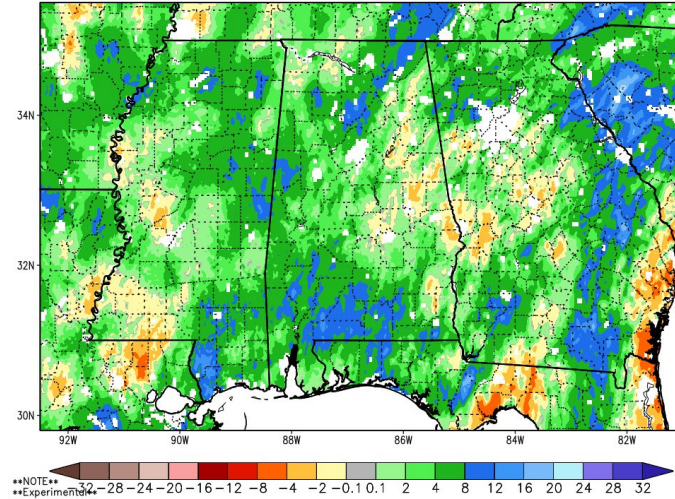 34N
32N
30N
92W 90W 88W 86W 84W 82W
**NOTE** -32 -28 -24 -20 -16 -12 -8 -4 -2 -0.1 0.1 2 4 8 12 16 20 24 28 32
**Experimental**